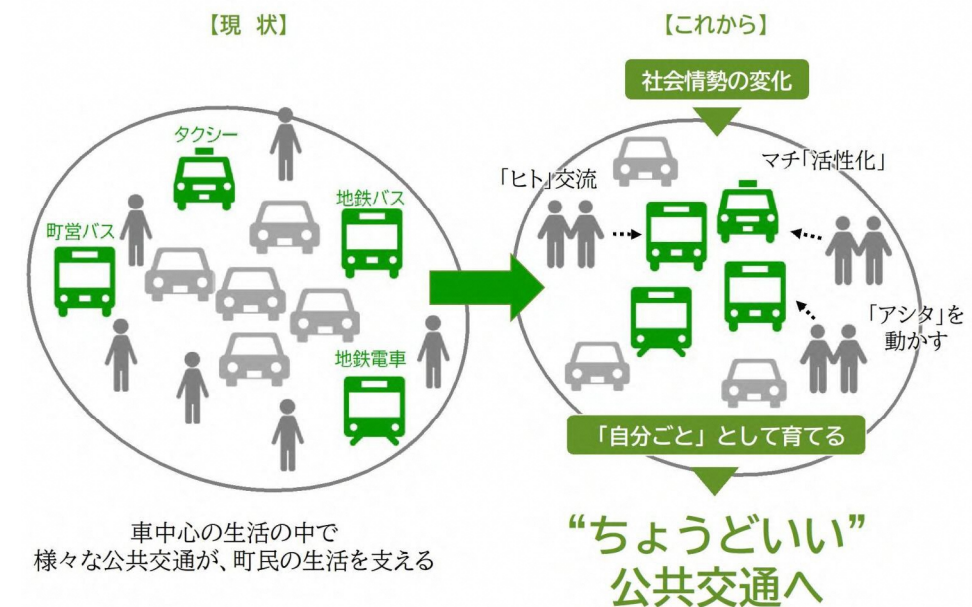 【現 状】
タクシー
地鉄バス
町営バス
地鉄電車
車中心の生活の中で
様々な公共交通が、町民の生活を支える
【これから】
社会情勢の変化
「ヒト」交流
マチ「活性化」
「アシタ」を
動かす
「自分ごと」として育てる
“ちょうどいい”
公共交通へ